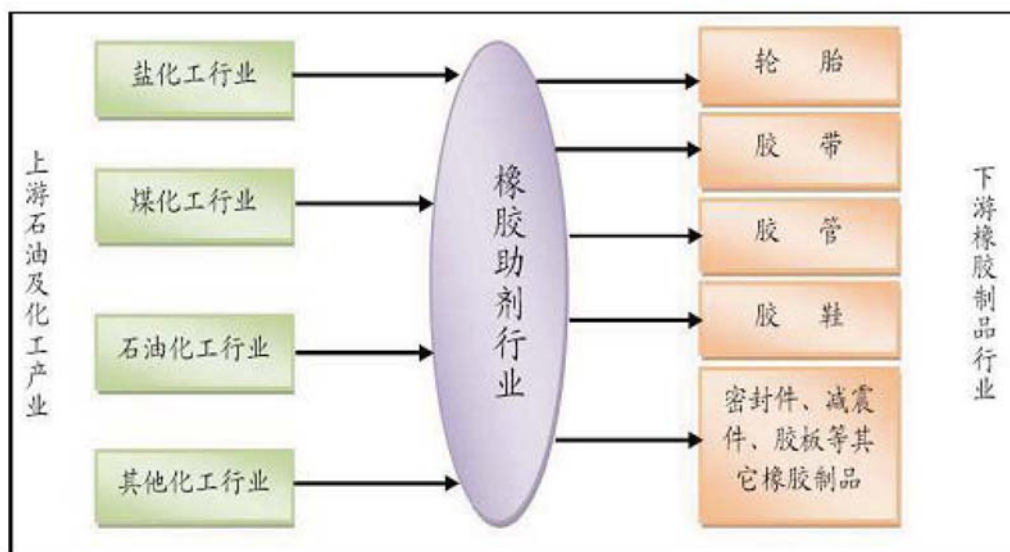 上游石油及化工产业
盐化工行业
煤化工行业
石油化工行业
其他化工行业
橡胶助剂行业
轮 胎
胶 带
胶 管
胶 鞋
密封件、减震
件、胶板等其
它橡胶制品
下游橡胶制品行业